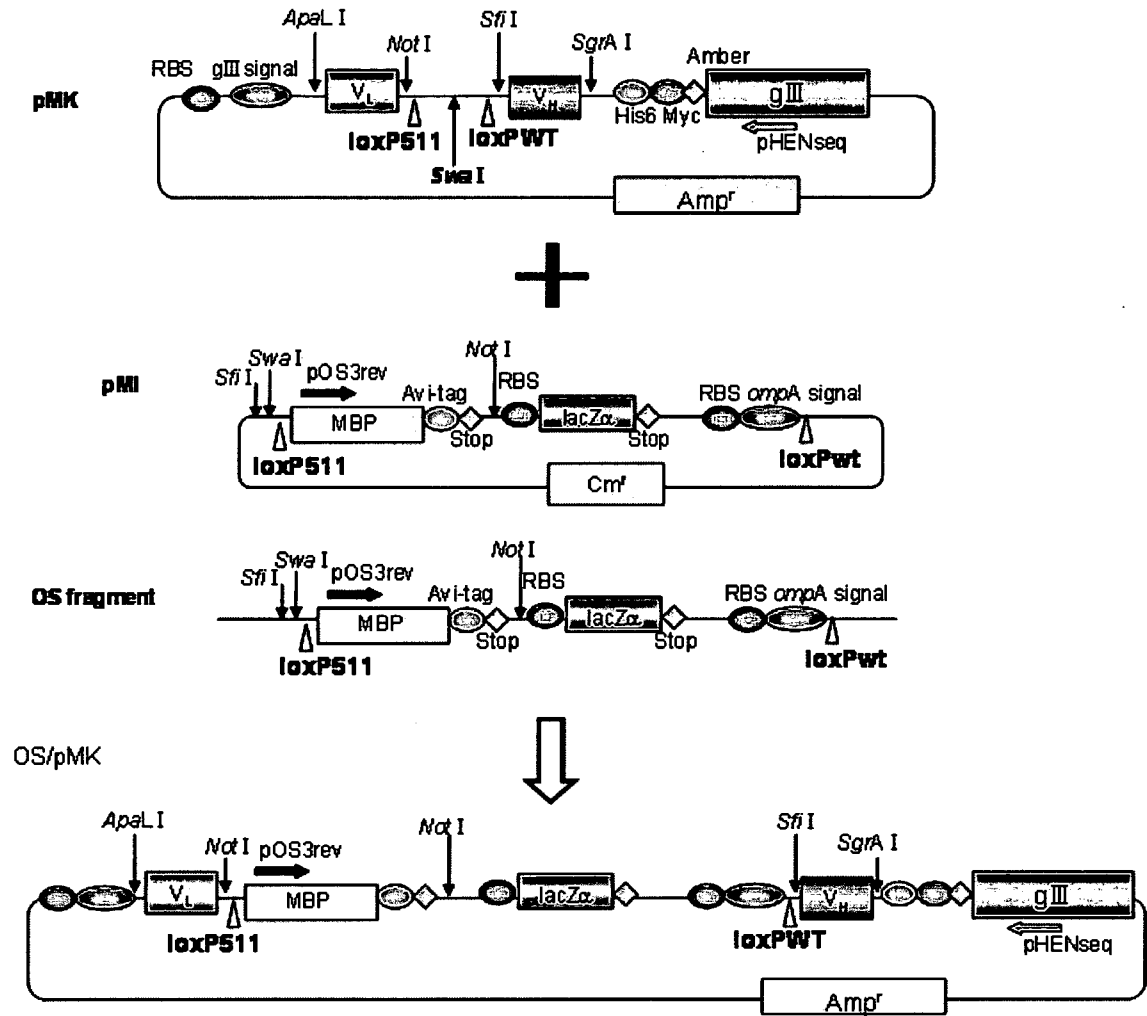 ApaL I
Not I
Sfi I
SgrA I
RBS
gIII signal
Amber
pMK
VL
VH
gIII
loxP511
loxPWT
His6 Myc
pHENseq
Swa I
Ampr
Sfi I
Swa I
pOS3rev
Not I
pMI
Avi-tag
RBS
RBS ompA signal
MBP
lacZα
Stop
Stop
loxP511
loxPwt
Cmr
Sfi I
Swa I
pOS3rev
Not I
OS fragment
Avi-tag
RBS
RBS ompA signal
MBP
lacZα
Stop
Stop
loxP511
loxPwt
OS/pMK
ApaL I
Not I
pOS3rev
Not I
Sfi I
SgrA I
VL
MBP
lacZα
VH
gIII
loxP511
loxPWT
pHENseq
Ampr